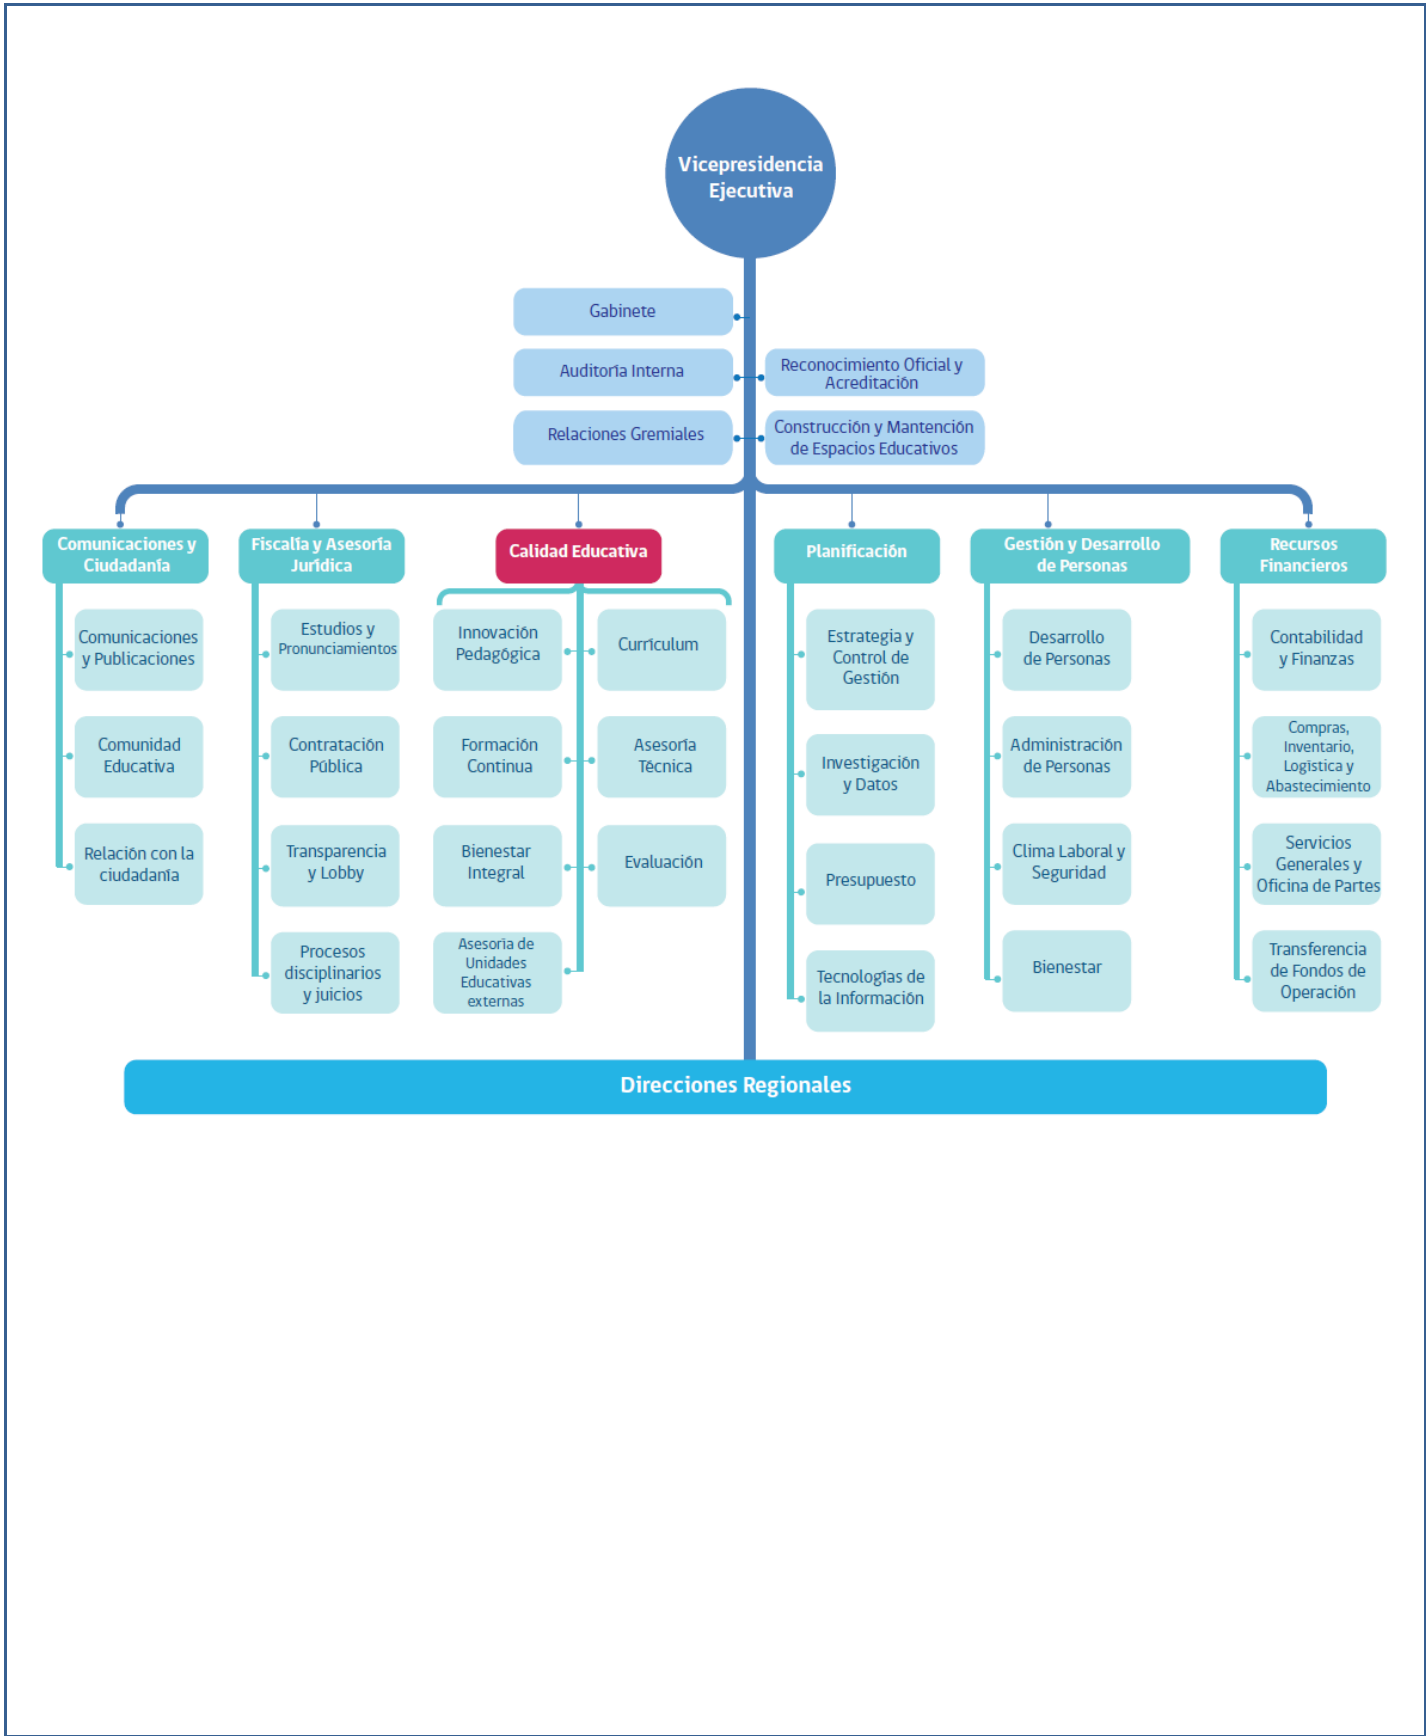 Vicepresidencia
Ejecutiva
Gabinete
Auditoría Interna
Reconocimiento Oficial y
Acreditación
Relaciones Gremiales
Construcción y Mantención
de Espacios Educativos
Comunicaciones y
Ciudadanía
Comunicaciones
y Publicaciones
Comunidad
Educativa
Relación con la
ciudadanía
Fiscalía y Asesoría
Jurídica
Estudios y
Pronunciamientos
Contratación
Pública
Transparencia
y Lobby
Procesos
disciplinarios
y juicios
Calidad Educativa
Innovación
Pedagógica
Currículum
Formación
Continua
Asesoría
Técnica
Bienestar
Integral
Evaluación
Asesoría de
Unidades
Educativas
externas
Planificación
Estrategia y
Control de
Gestión
Investigación
y Datos
Presupuesto
Tecnologías de
la Información
Gestión y Desarrollo
de Personas
Desarrollo
de Personas
Administración
de Personas
Clima Laboral y
Seguridad
Bienestar
Recursos
Financieros
Contabilidad
y Finanzas
Compras,
Inventario,
Logística y
Abastecimiento
Servicios
Generales y
Oficina de Partes
Transferencia
de Fondos de
Operación
Direcciones Regionales